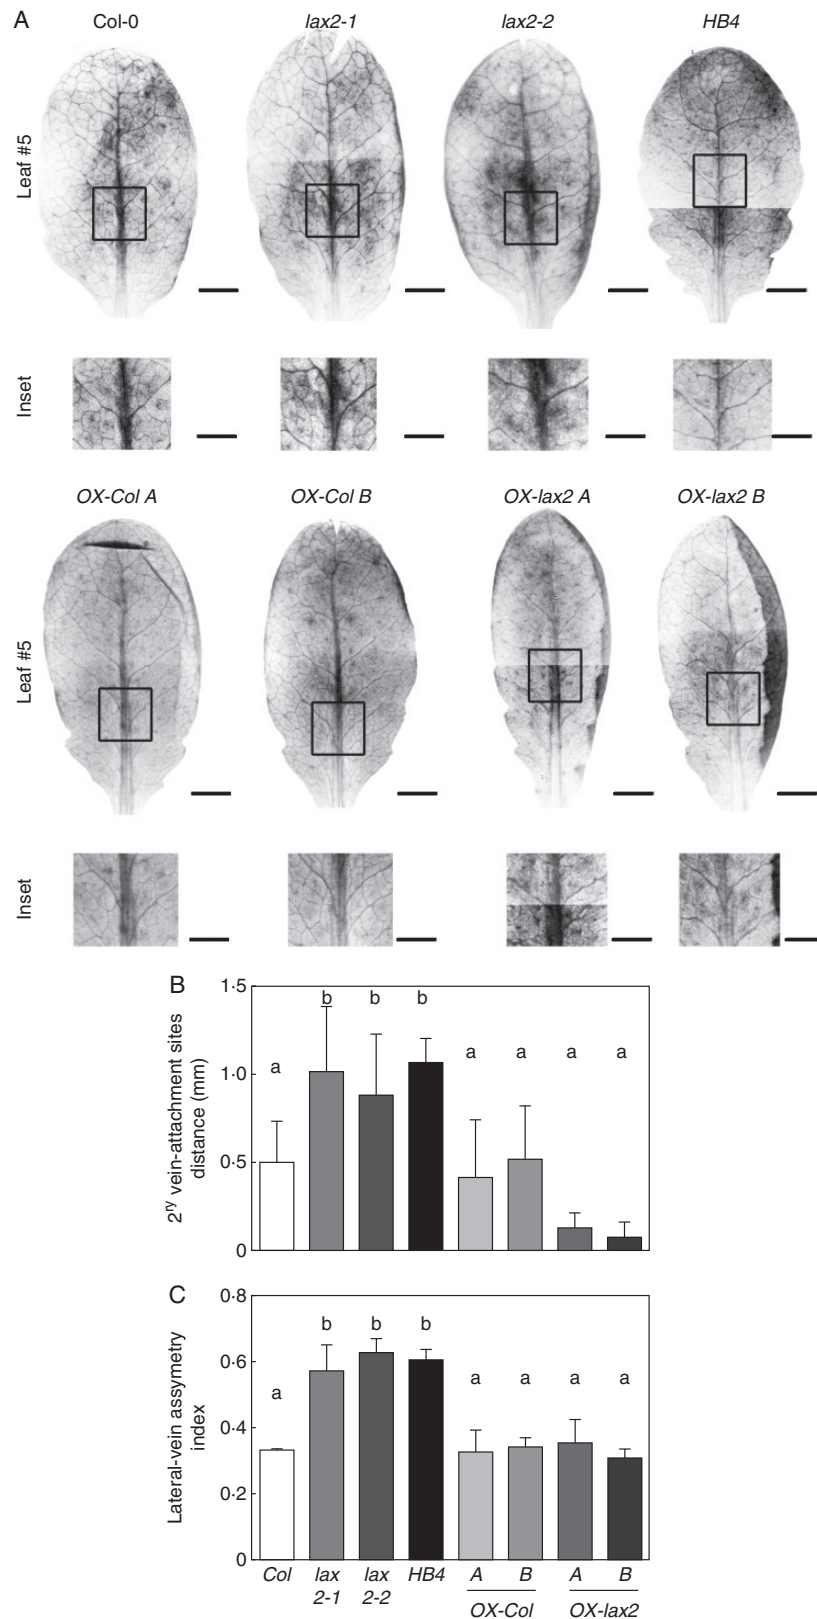 A
Col-0 lax2-1 lax2-2 HB4
Leaf #5
Inset
OX-Col A OX-Col B OX-lax2 A OX-lax2 B
Leaf #5
Inset
B
2ry vein-attachment sites
distance (mm)
1·5
1·0
0·5
0
a b b b a a a a
C
Lateral-vein assymetry
index
0·8
0·6
0·4
0·2
0
a b b b a a a a
Col lax 2-1 lax 2-2 HB4 A B A B
OX-Col OX-lax2